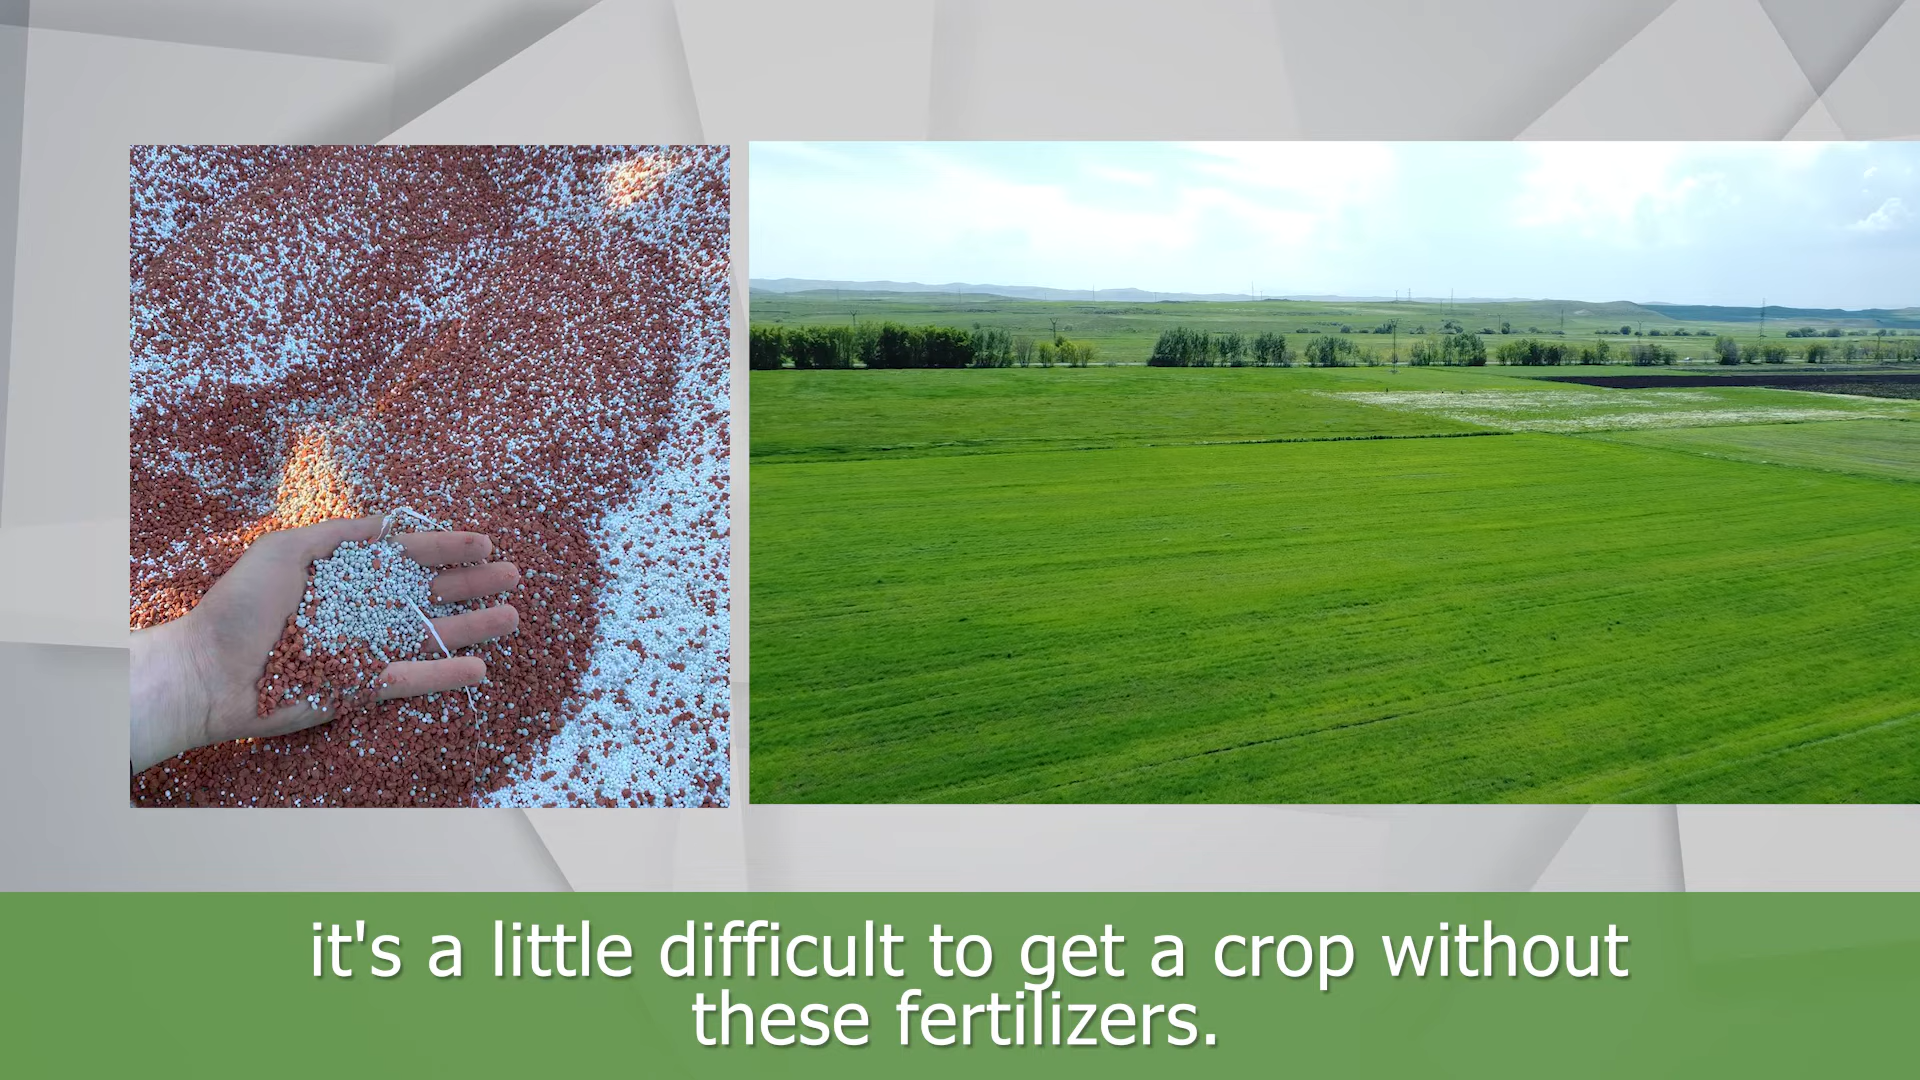 it's a little difficult to get a crop without
these fertilizers.